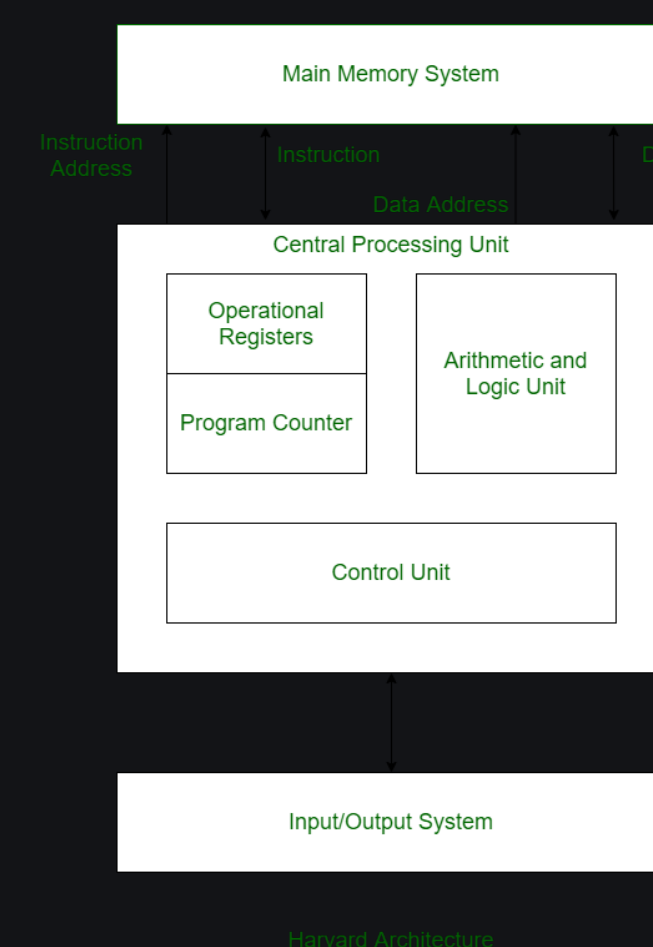 Main Memory System
Instruction
Address
Instruction
D
Data Address
Central Processing Unit
Operational
Registers
Arithmetic and
Logic Unit
Program Counter
Control Unit
Input/Output System
Harvard Architecture